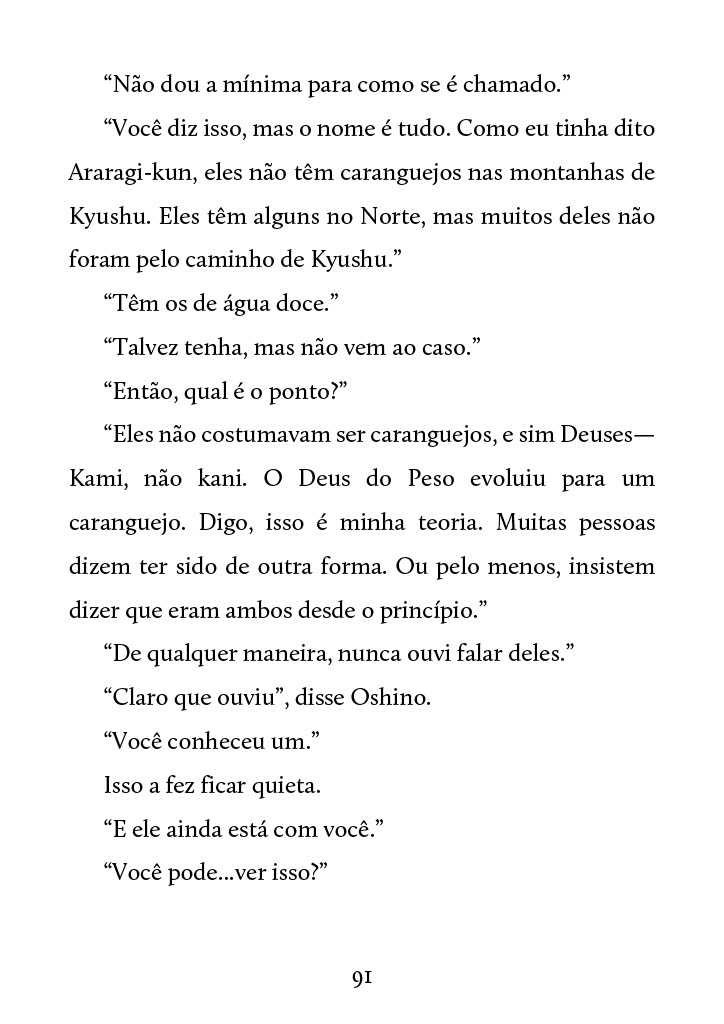 “Não dou a mínima para como se é chamado.”
“Você diz isso, mas o nome é tudo. Como eu tinha dito
Araragi-kun, eles não têm caranguejos nas montanhas de
Kyushu. Eles têm alguns no Norte, mas muitos deles não
foram pelo caminho de Kyushu.”
“Têm os de água doce.”
“Talvez tenha, mas não vem ao caso.”
“Então, qual é o ponto?”
“Eles não costumavam ser caranguejos, e sim Deuses—
Kami, não kani. O Deus do Peso evoluiu para um
caranguejo. Digo, isso é minha teoria. Muitas pessoas
dizem ter sido de outra forma. Ou pelo menos, insistem
dizer que eram ambos desde o princípio.”
“De qualquer maneira, nunca ouvi falar deles.”
“Claro que ouviu”, disse Oshino.
“Você conheceu um.”
Isso a fez ficar quieta.
“E ele ainda está com você.”
“Você pode...ver isso?”
91